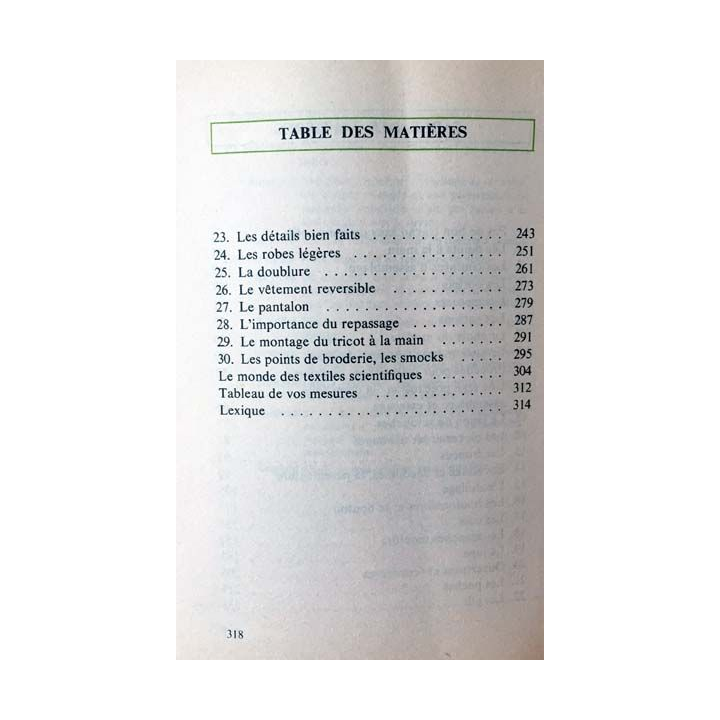 TABLE DES MATIÈRES
23. Les détails bien faits . . . . . . . . . . . . 243
24. Les robes légères . . . . . . . . . . . . . . 251
25. La doublure . . . . . . . . . . . . . . . . . 261
26. Le vêtement reversible . . . . . . . . . . 273
27. Le pantalon . . . . . . . . . . . . . . . . 279
28. L'importance du repassage . . . . . . . . . 287
29. Le montage du tricot à la main . . . . . . 291
30. Les points de broderie, les smocks . . . . . 295
Le monde des textiles scientifiques . . . . . . . 304
Tableau de vos mesures . . . . . . . . . . . . . 312
Lexique . . . . . . . . . . . . . . . . . . . . 314
318